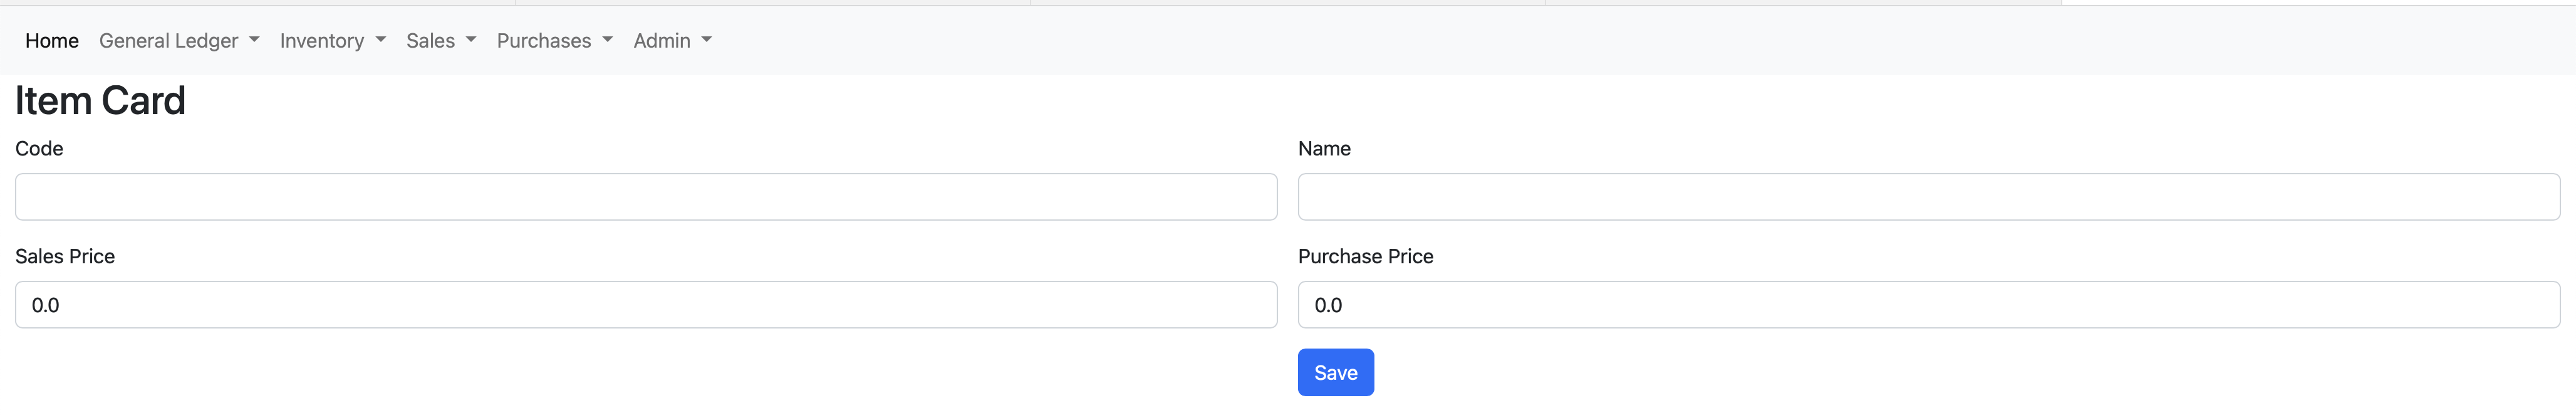 Home General Ledger Inventory Sales Purchases Admin
Item Card
Code Name
Sales Price Purchase Price
0.0 0.0
Save